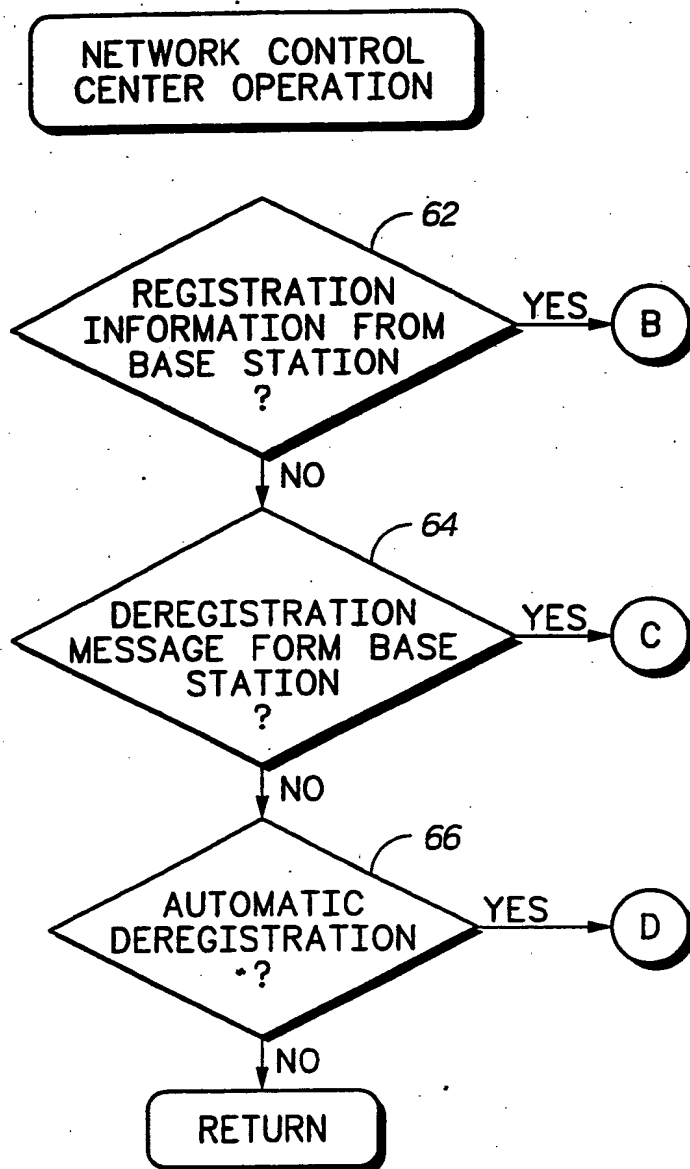 NETWORK CONTROL
CENTER OPERATION
62
REGISTRATION
INFORMATION FROM
BASE STATION
?
YES
B
NO
64
DEREGISTRATION
MESSAGE FORM BASE
STATION
?
YES
C
NO
66
AUTOMATIC
DEREGISTRATION
?
YES
D
NO
RETURN